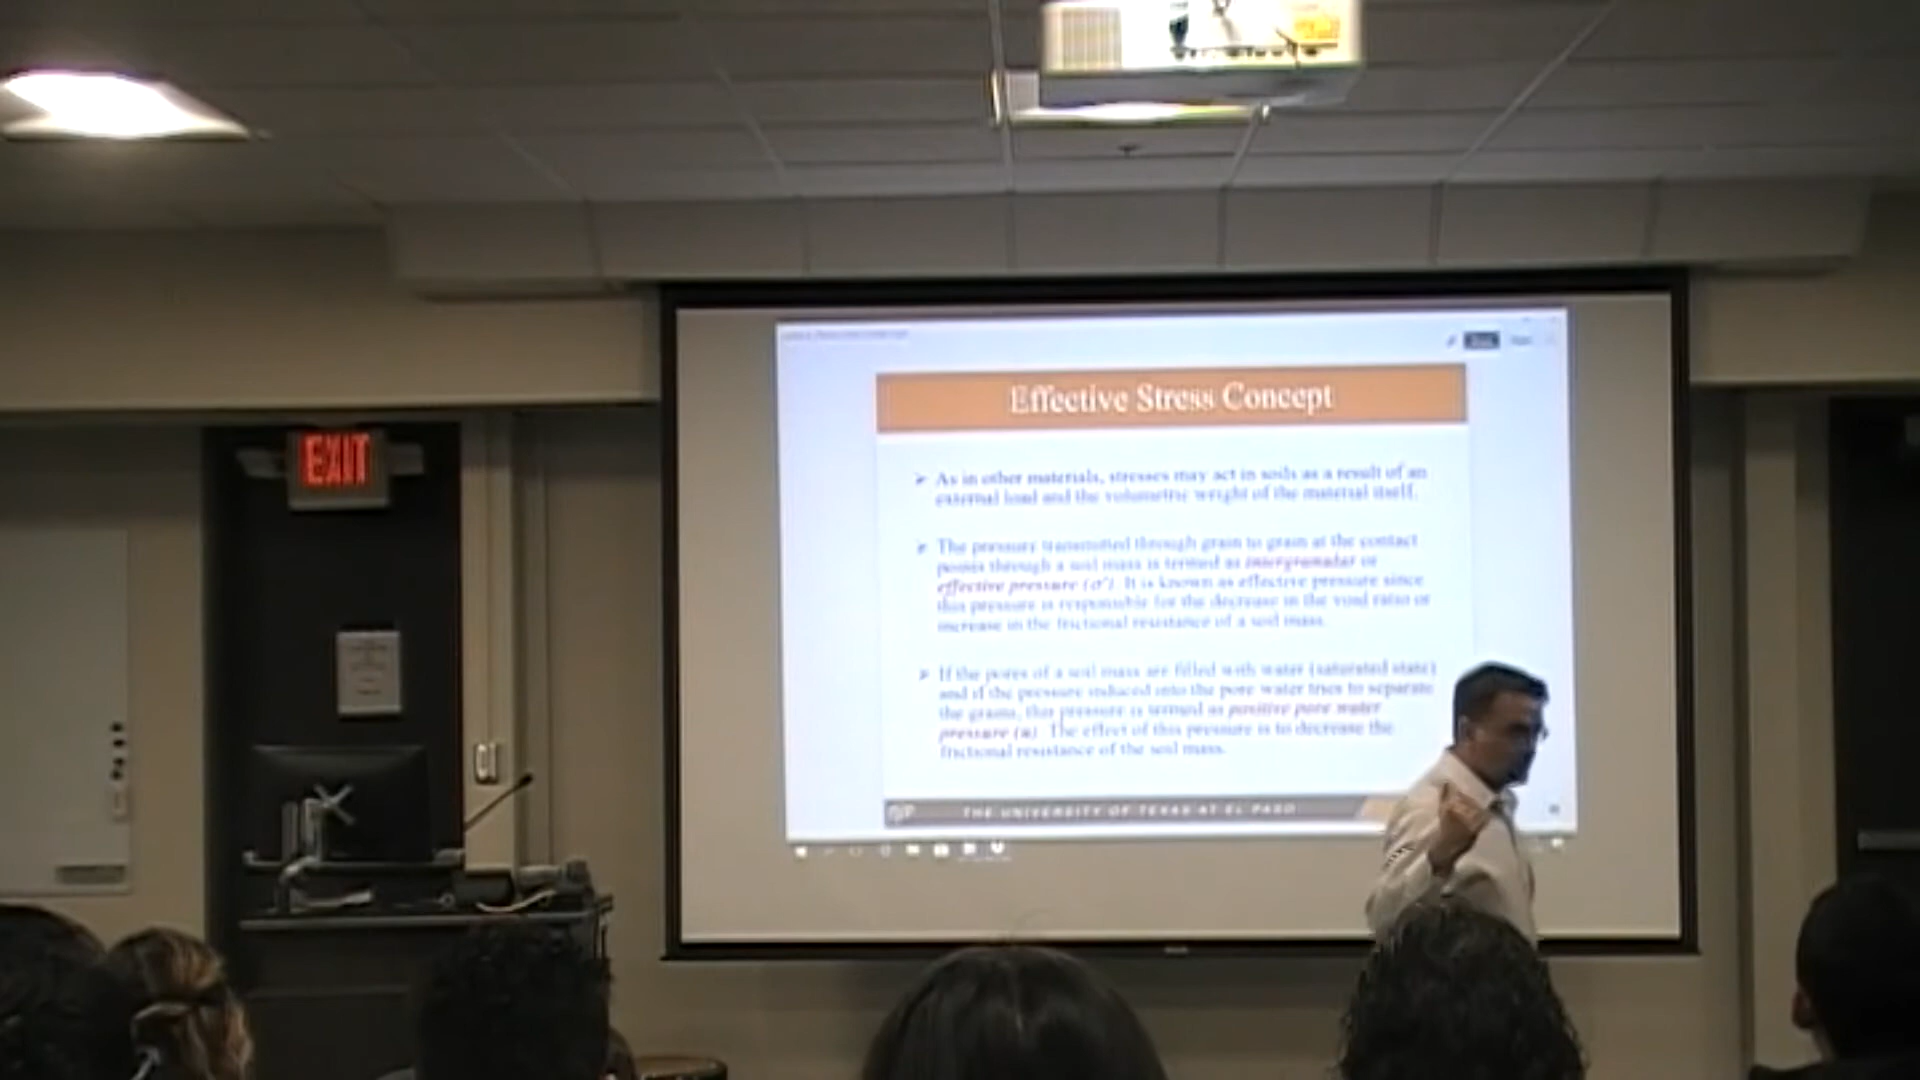 EXIT
Effective Stress Concept
➢ As in other materials, stresses may act in soils as a result of an
external load and the volumetric weight of the material itself.
➢ The pressure transmitted through grain to grain at the contact
points through a soil mass is termed as intergranular or
effective pressure (σ'). It is known as effective pressure since
this pressure is responsible for the decrease in the void ratio or
increase in the frictional resistance of a soil mass.
➢ If the pores of a soil mass are filled with water (saturated state)
and if the pressure induced into the pore water tries to separate
the grains, this pressure is termed as positive pore water
pressure (u). The effect of this pressure is to decrease the
frictional resistance of the soil mass.
THE UNIVERSITY OF TEXAS AT EL PASO